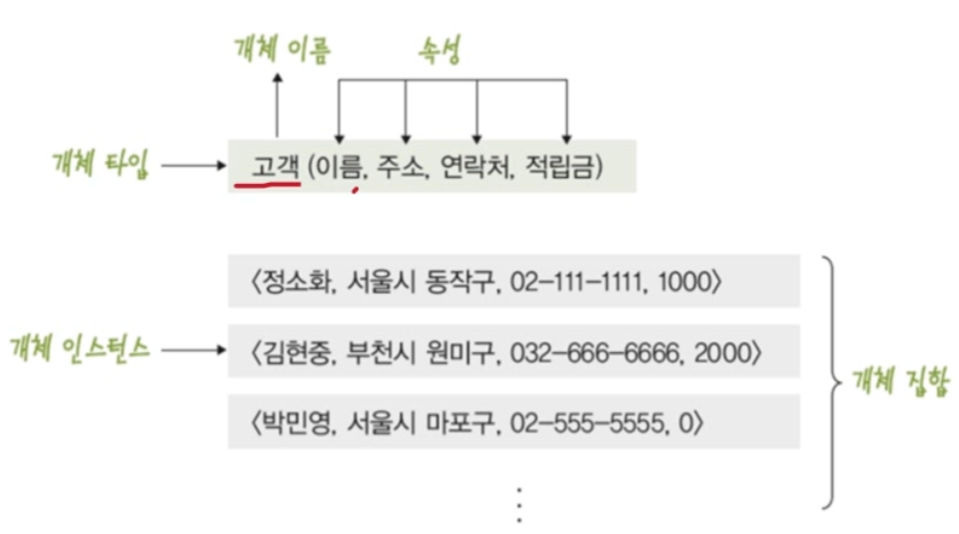 개체 이름 속성
개체 타입 고객 (이름, 주소, 연락처, 적립금)
〈정소화, 서울시 동작구, 02-111-1111, 1000〉
개체 인스턴스 〈김현중, 부천시 원미구, 032-666-6666, 2000〉
개체 집합
〈박민영, 서울시 마포구, 02-555-5555, 0〉
⋮